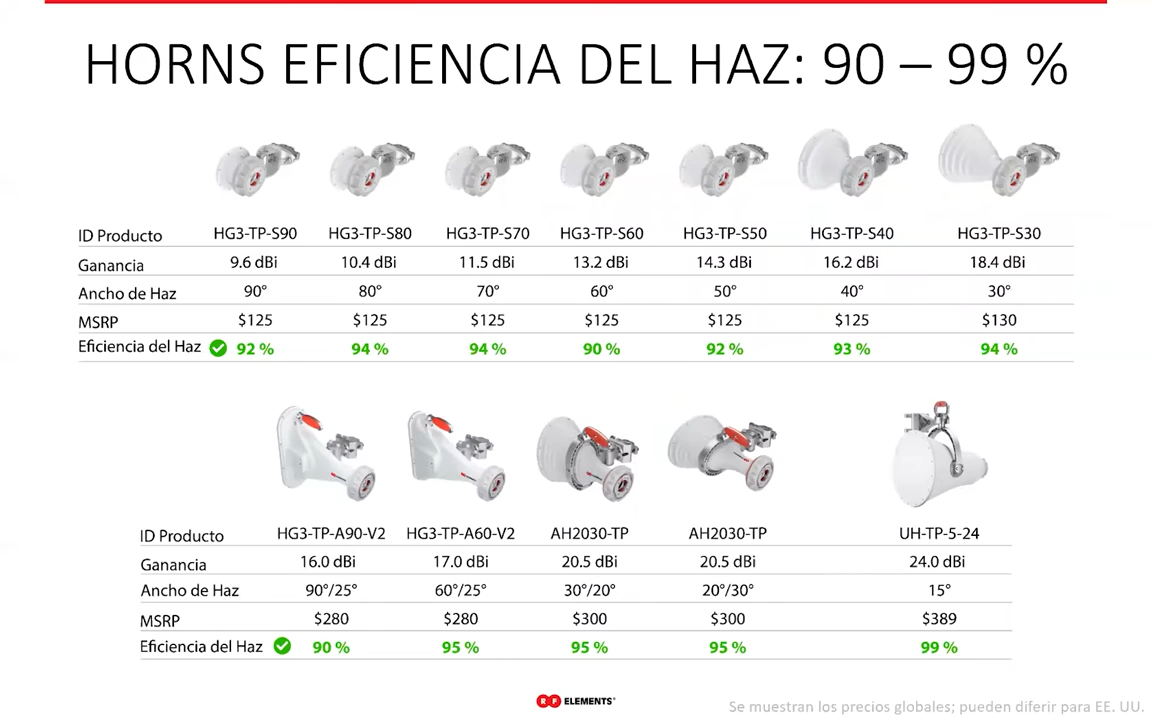 HORNS EFICIENCIA DEL HAZ: 90 – 99 %
ID Producto HG3-TP-S90 HG3-TP-S80 HG3-TP-S70 HG3-TP-S60 HG3-TP-S50 HG3-TP-S40 HG3-TP-S30
Ganancia 9.6 dBi 10.4 dBi 11.5 dBi 13.2 dBi 14.3 dBi 16.2 dBi 18.4 dBi
Ancho de Haz 90° 80° 70° 60° 50° 40° 30°
MSRP $125 $125 $125 $125 $125 $125 $130
Eficiencia del Haz 92 % 94 % 94 % 90 % 92 % 93 % 94 %
ID Producto HG3-TP-A90-V2 HG3-TP-A60-V2 AH2030-TP AH2030-TP UH-TP-5-24
Ganancia 16.0 dBi 17.0 dBi 20.5 dBi 20.5 dBi 24.0 dBi
Ancho de Haz 90°/25° 60°/25° 30°/20° 20°/30° 15°
MSRP $280 $280 $300 $300 $389
Eficiencia del Haz 90 % 95 % 95 % 95 % 99 %
RF ELEMENTS
Se muestran los precios globales; pueden diferir para EE. UU.